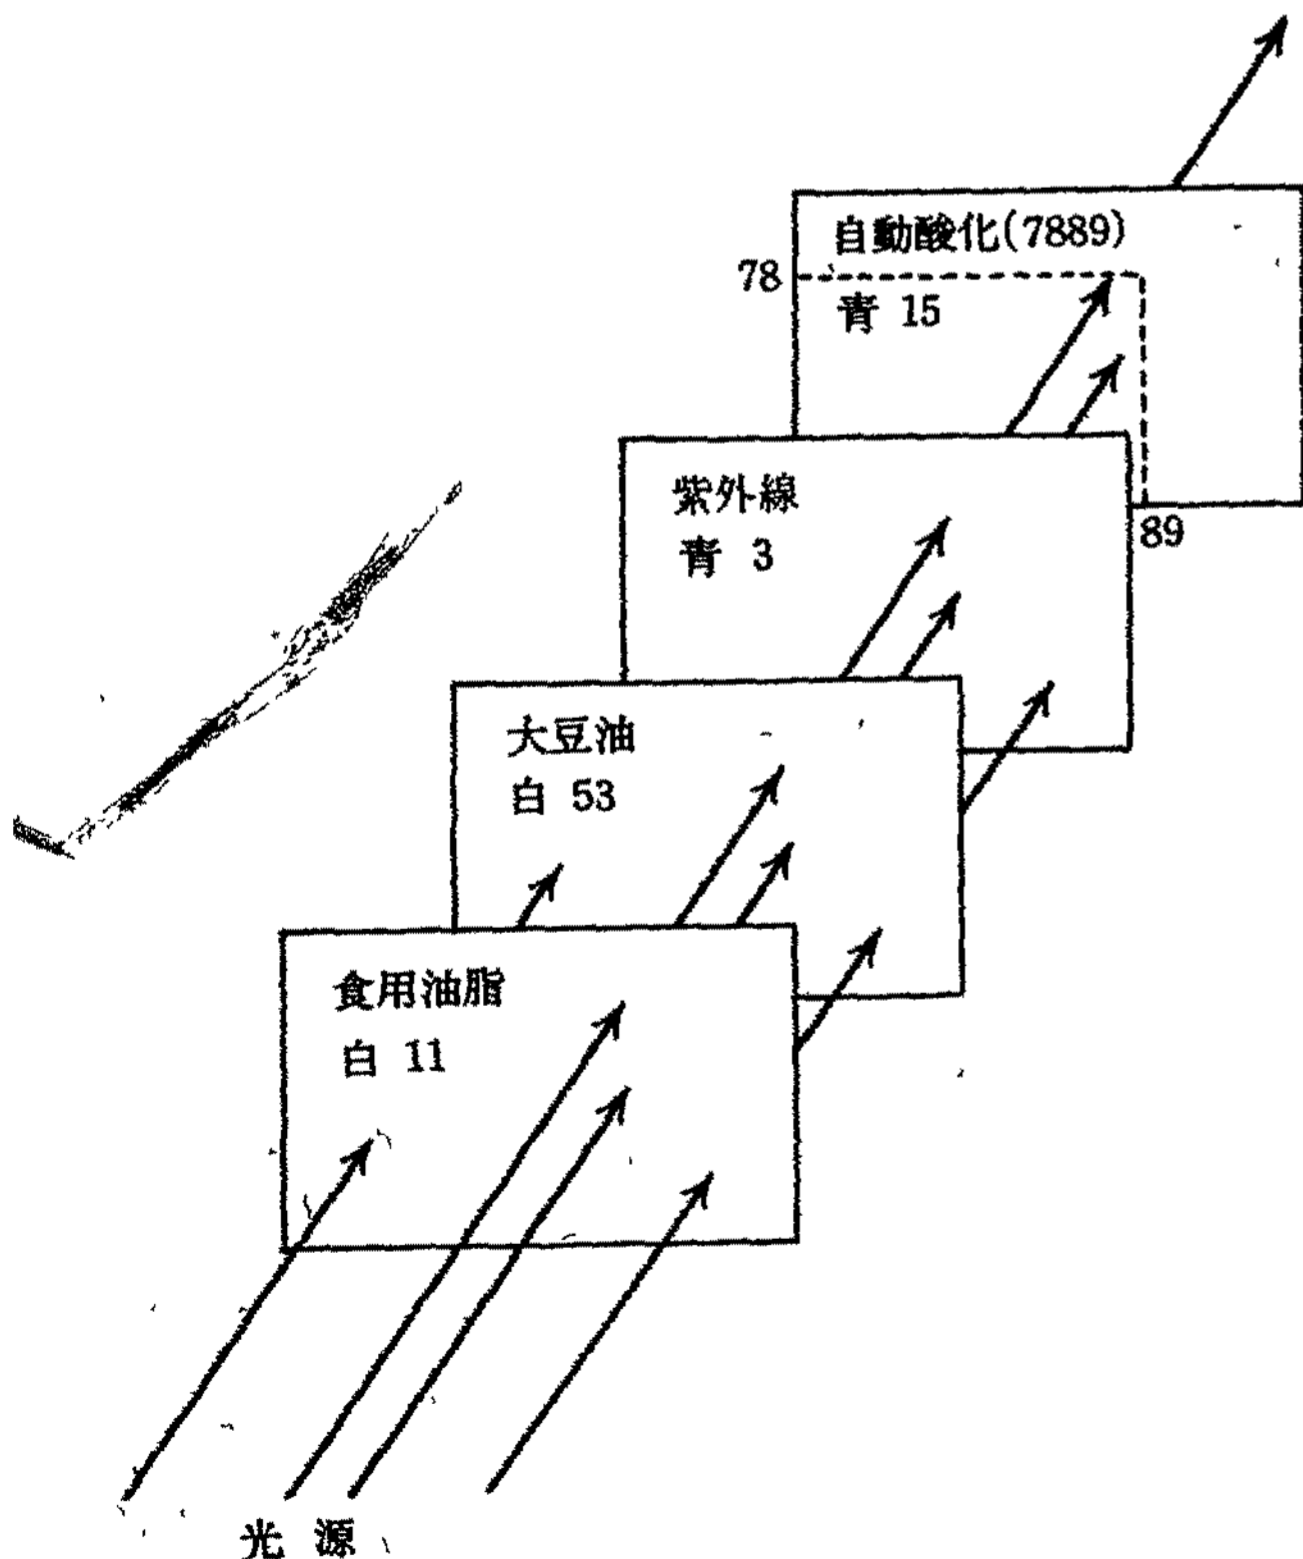 自動酸化(7889)
78
青 15
89
紫外線
青 3
大豆油
白 53
食用油脂
白 11
光源